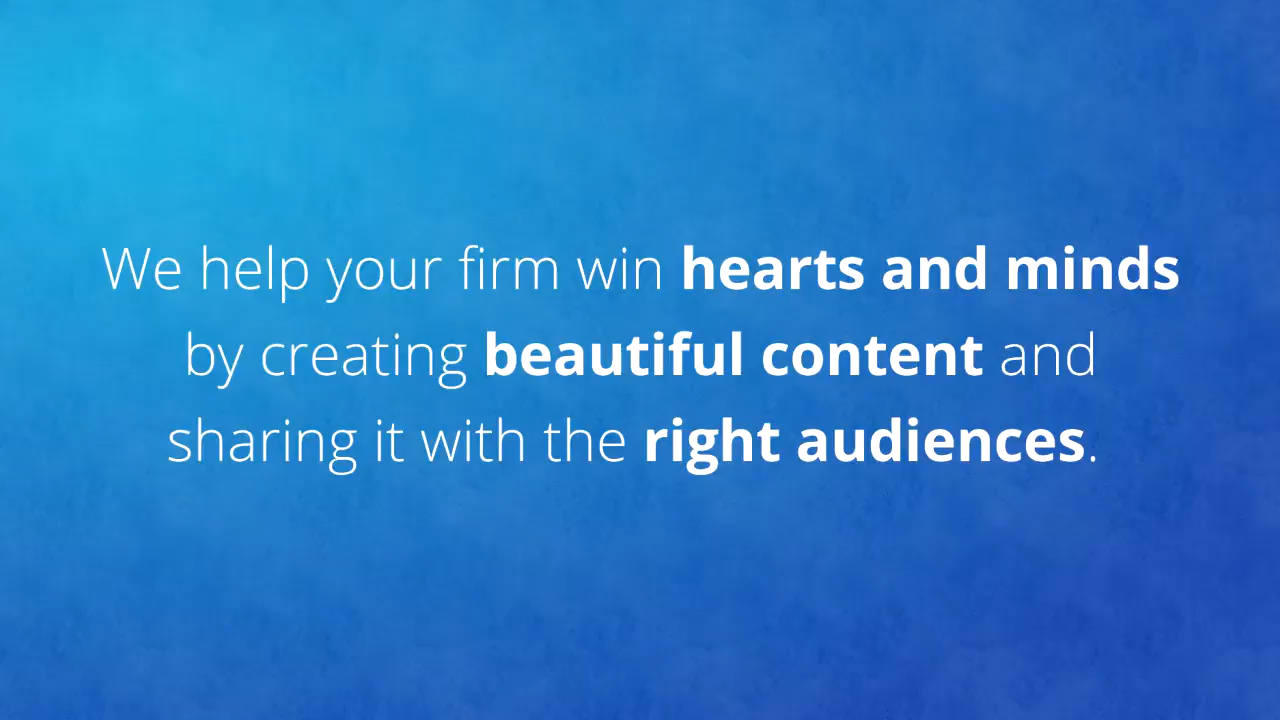 We help your firm win hearts and minds
by creating beautiful content and
sharing it with the right audiences.